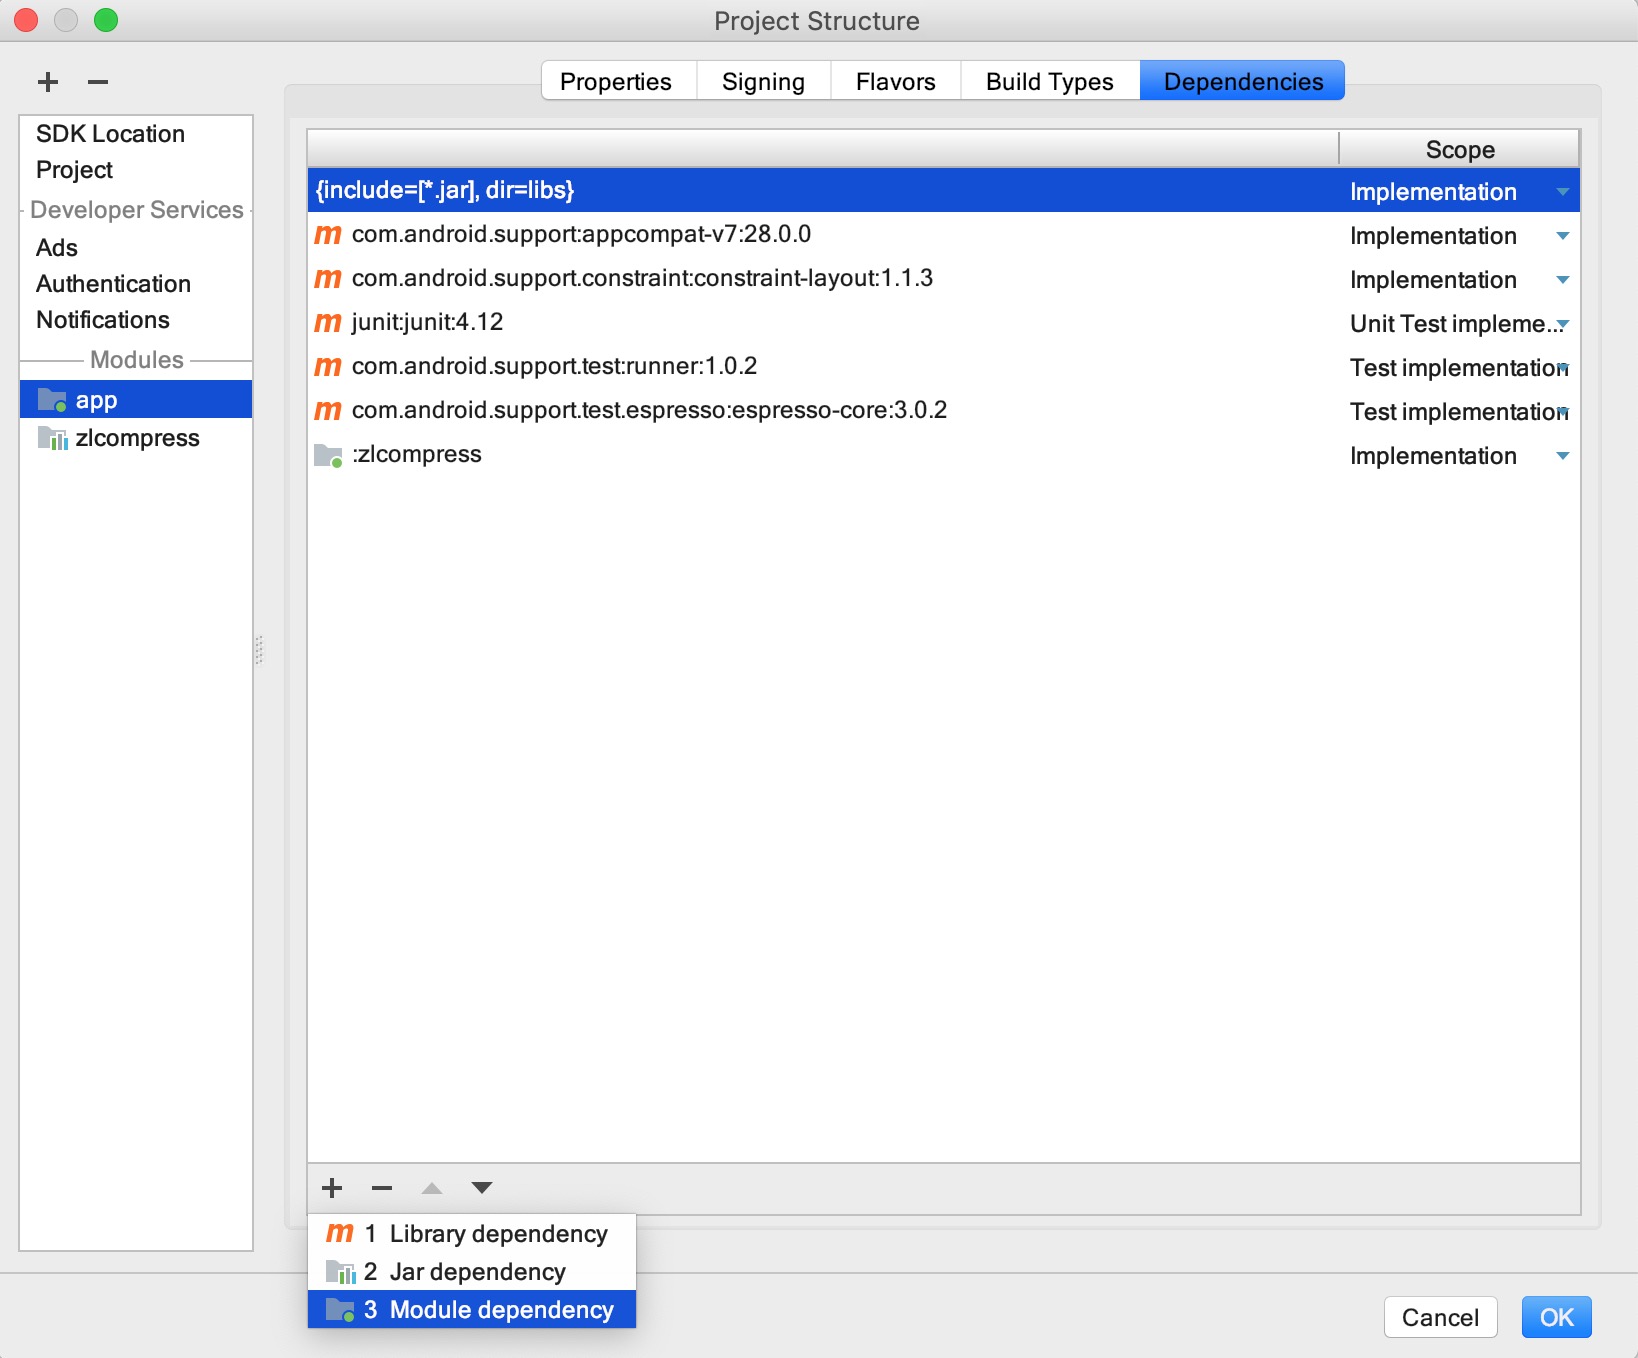 Project Structure
Properties
Signing
Flavors
Build Types
Dependencies
SDK Location
Project
Developer Services
Ads
Authentication
Notifications
Modules
app
zlcompress
Scope
{include=[*.jar], dir=libs} Implementation
m com.android.support:appcompat-v7:28.0.0 Implementation
m com.android.support.constraint:constraint-layout:1.1.3 Implementation
m junit:junit:4.12 Unit Test impleme...
m com.android.support.test:runner:1.0.2 Test implementation
m com.android.support.test.espresso:espresso-core:3.0.2 Test implementation
:zlcompress Implementation
m 1 Library dependency
2 Jar dependency
3 Module dependency
Cancel
OK